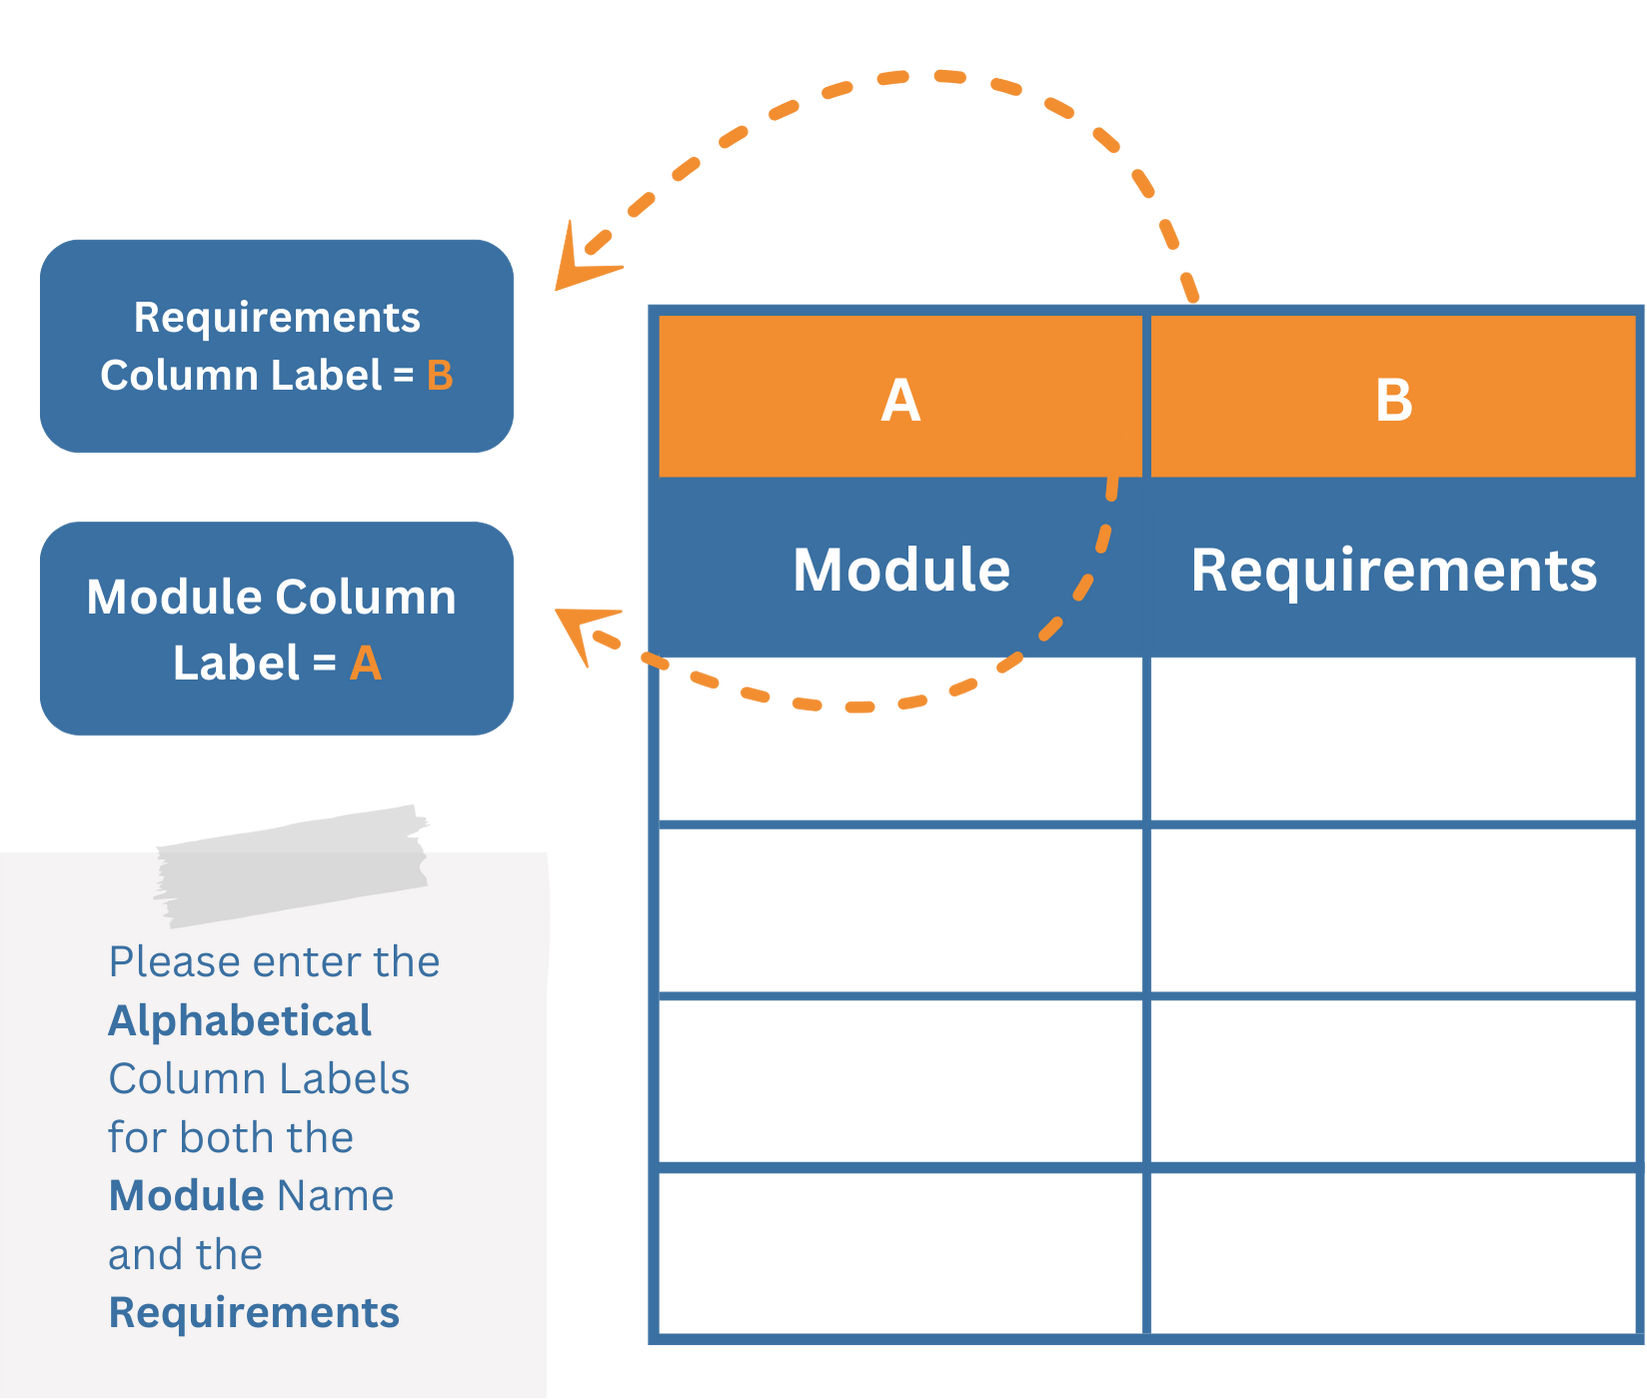 Requirements
Column Label = B
Module Column
Label = A
A
B
Module
Requirements
Please enter the
Alphabetical
Column Labels
for both the
Module Name
and the
Requirements